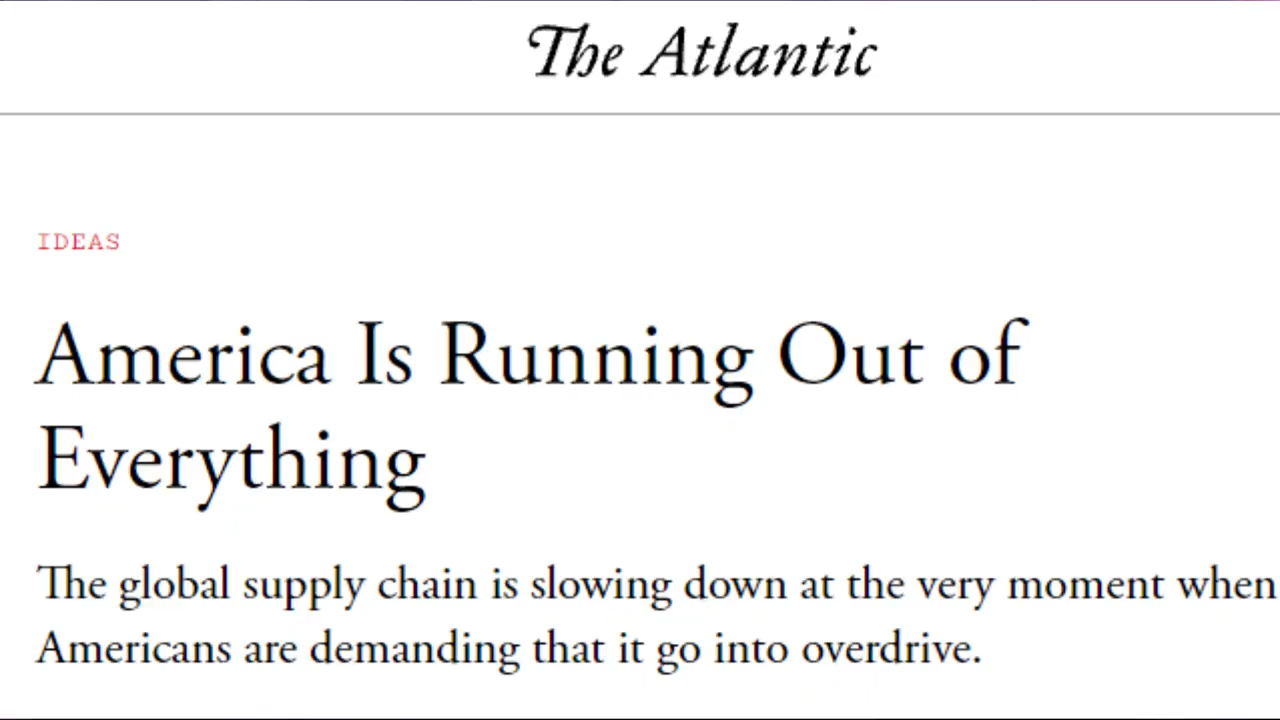 The Atlantic
IDEAS
America Is Running Out of
Everything
The global supply chain is slowing down at the very moment when
Americans are demanding that it go into overdrive.